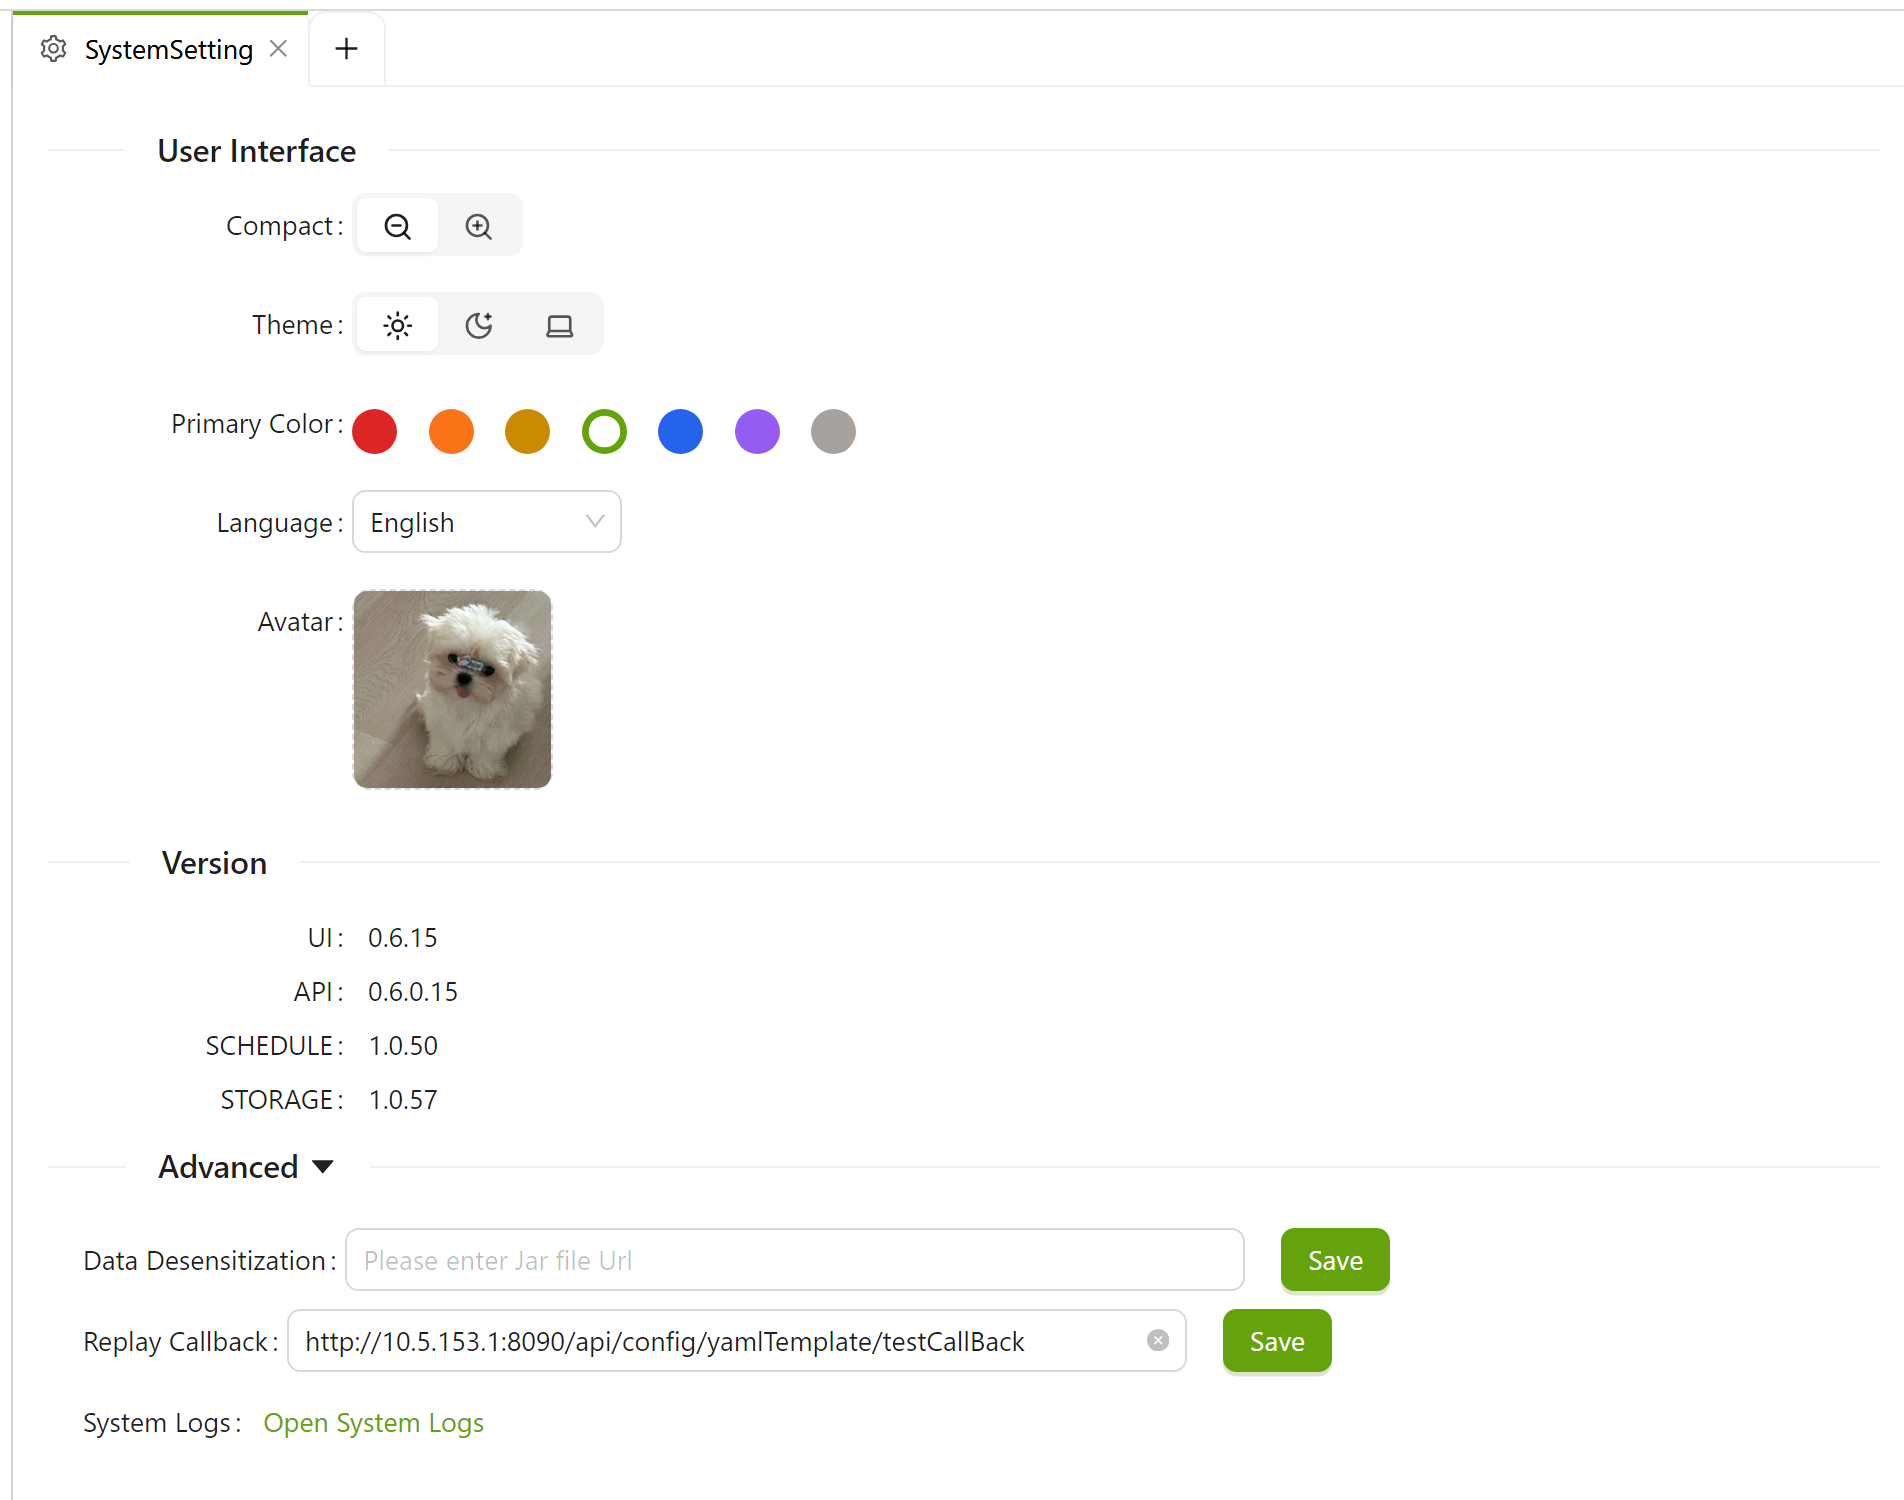 SystemSetting
User Interface
Compact :
Theme :
Primary Color :
Language : English
Avatar :
Version
UI : 0.6.15
API : 0.6.0.15
SCHEDULE : 1.0.50
STORAGE : 1.0.57
Advanced
Data Desensitization : Please enter Jar file Url Save
Replay Callback : http://10.5.153.1:8090/api/config/yamlTemplate/testCallBack Save
System Logs : Open System Logs